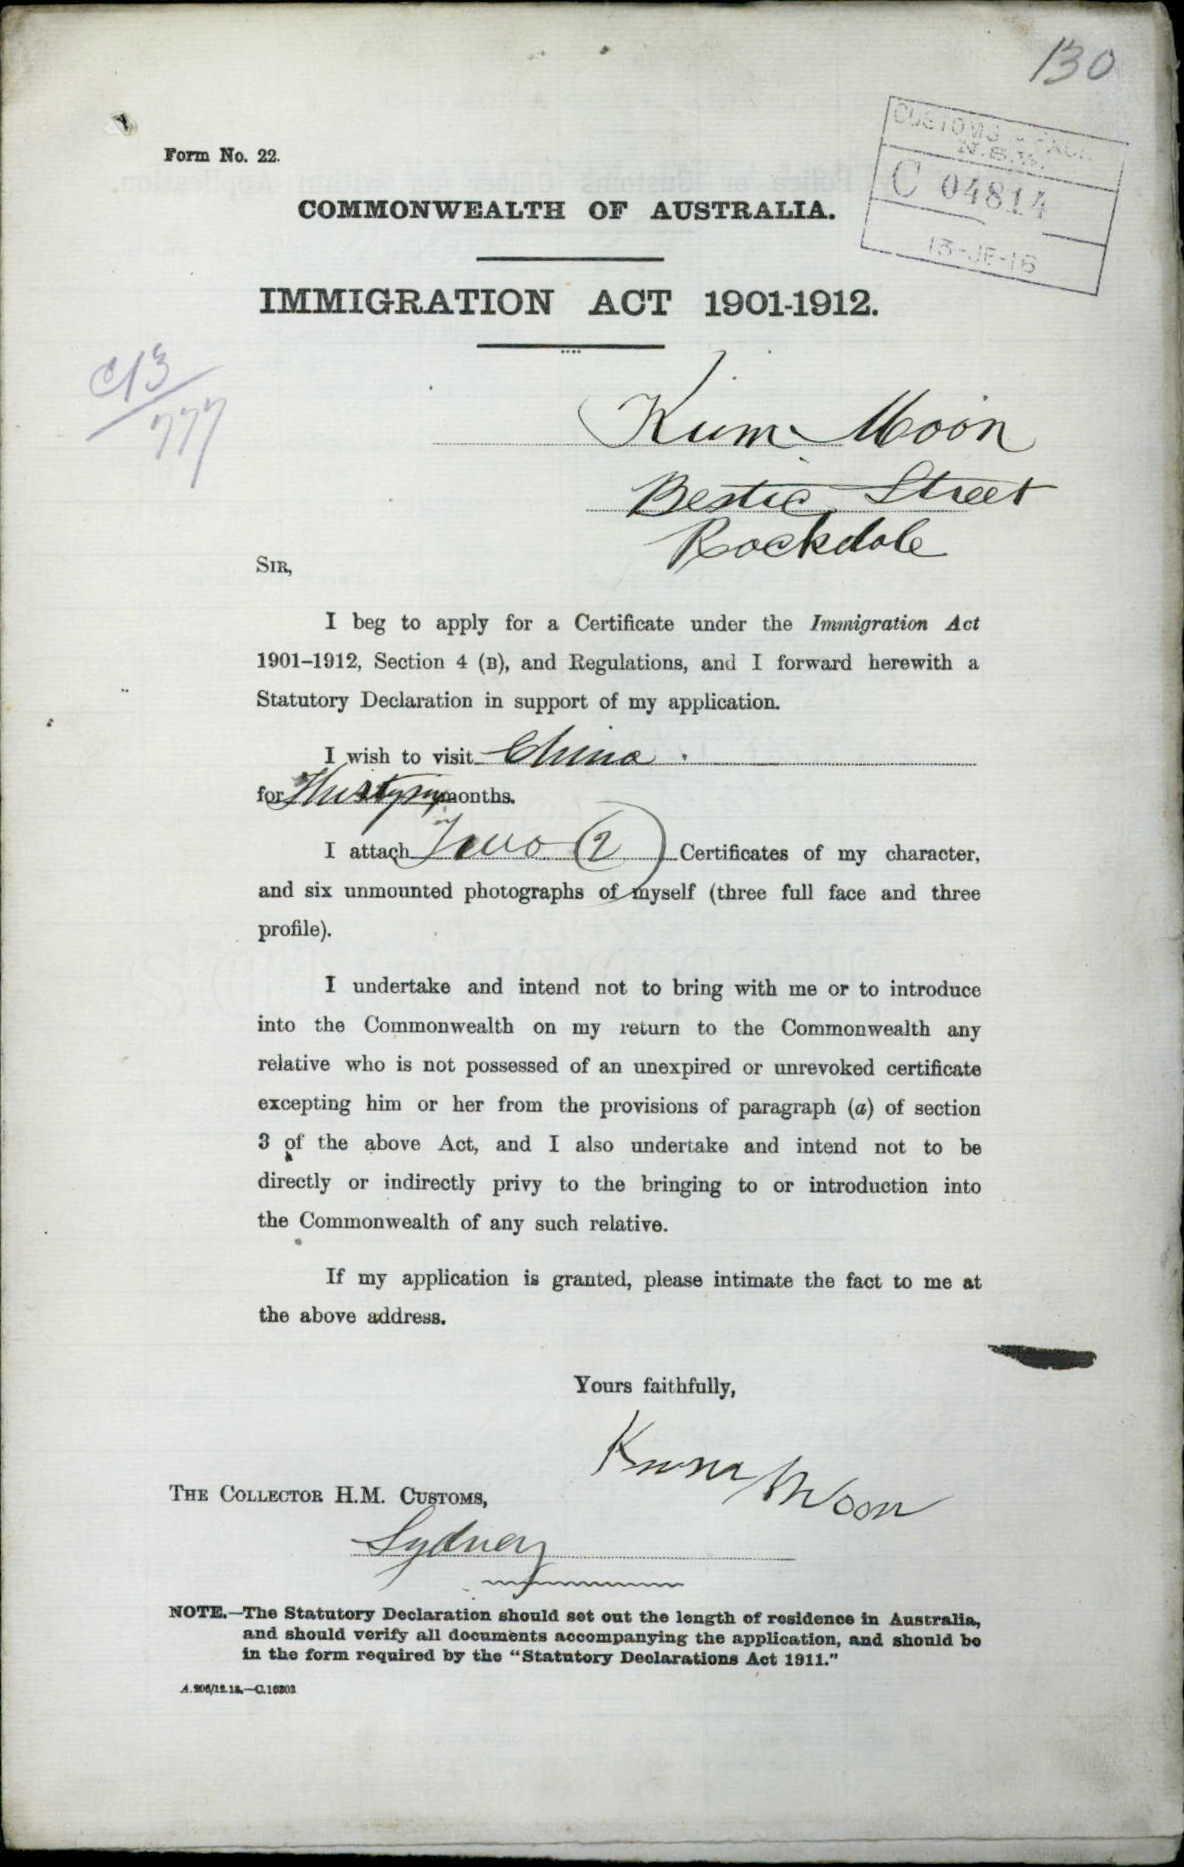 130
CUSTOMS
N.S.W.
C 04814
13-JE-16
Form No. 22.
COMMONWEALTH OF AUSTRALIA.
IMMIGRATION ACT 1901-1912.
C13/777
Kum Moon
Bestic Street
Rockdale
SIR,
I beg to apply for a Certificate under the Immigration Act
1901–1912, Section 4 (B), and Regulations, and I forward herewith a
Statutory Declaration in support of my application.
I wish to visit China.
for Thirtysix months.
I attach Two (2) Certificates of my character,
and six unmounted photographs of myself (three full face and three
profile).
I undertake and intend not to bring with me or to introduce
into the Commonwealth on my return to the Commonwealth any
relative who is not possessed of an unexpired or unrevoked certificate
excepting him or her from the provisions of paragraph (a) of section
3 of the above Act, and I also undertake and intend not to be
directly or indirectly privy to the bringing to or introduction into
the Commonwealth of any such relative.
If my application is granted, please intimate the fact to me at
the above address.
Yours faithfully,
Kum Moon
THE COLLECTOR H.M. CUSTOMS,
Sydney
NOTE.—The Statutory Declaration should set out the length of residence in Australia,
and should verify all documents accompanying the application, and should be
in the form required by the "Statutory Declarations Act 1911."